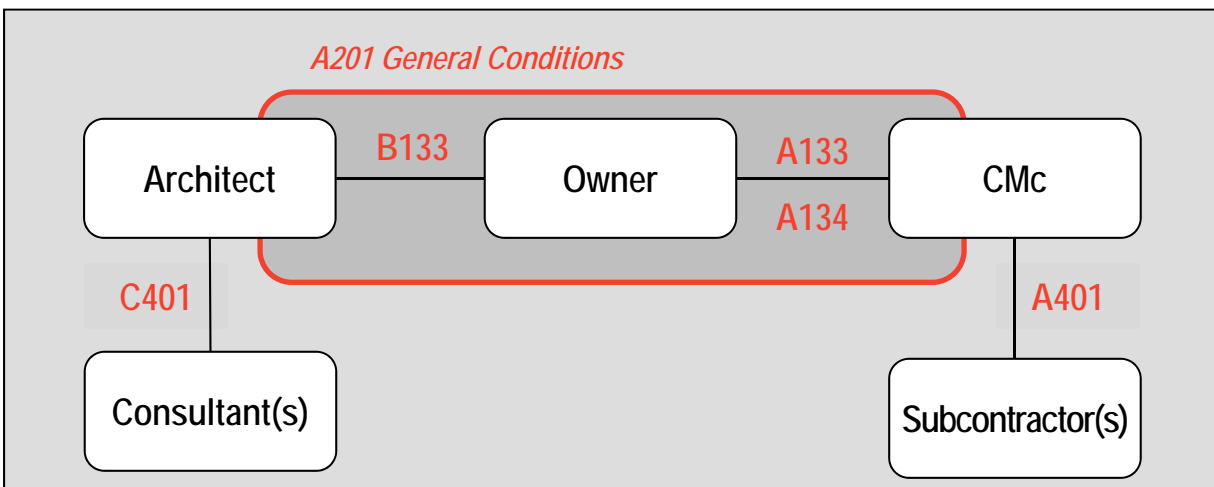 A201 General Conditions
B133
A133
Architect
Owner
CMc
A134
C401
A401
Consultant(s)
Subcontractor(s)